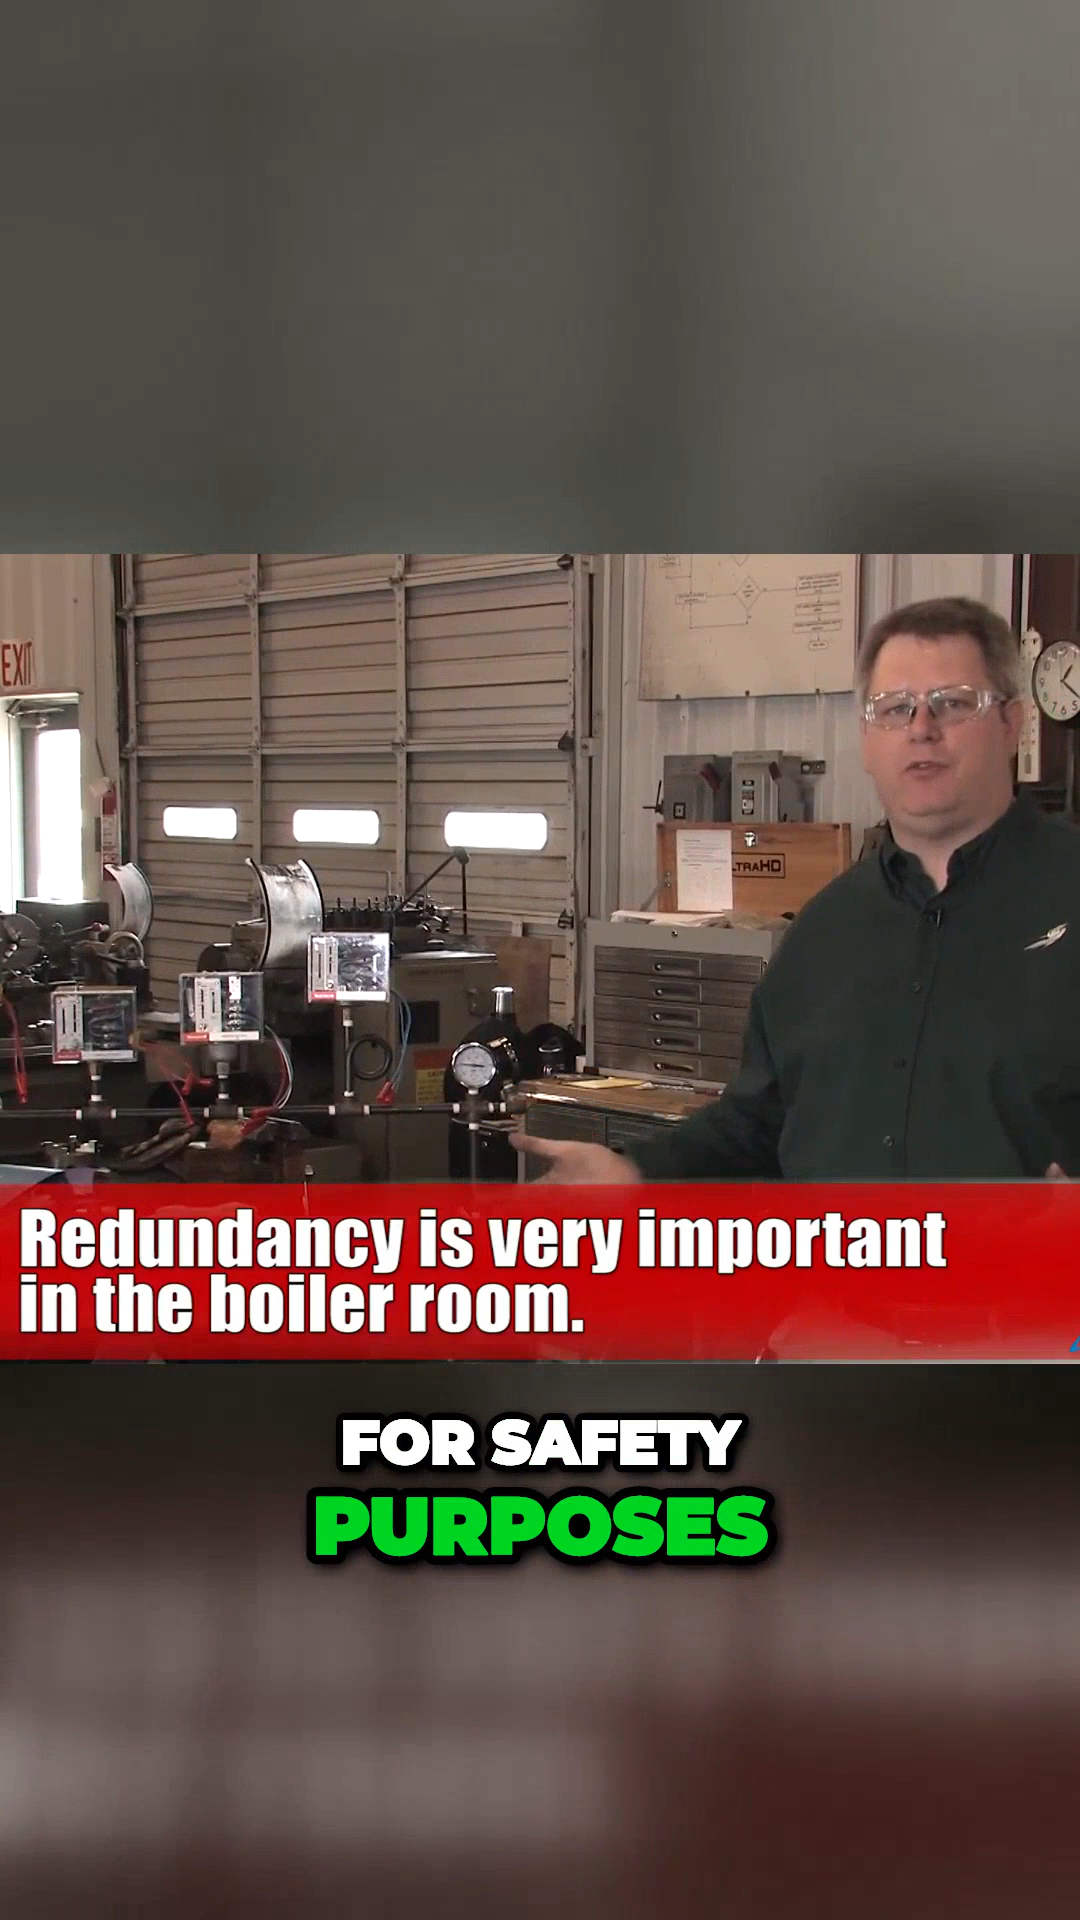 EXIT
LTRAHD
Redundancy is very important
in the boiler room.
FOR SAFETY
PURPOSES